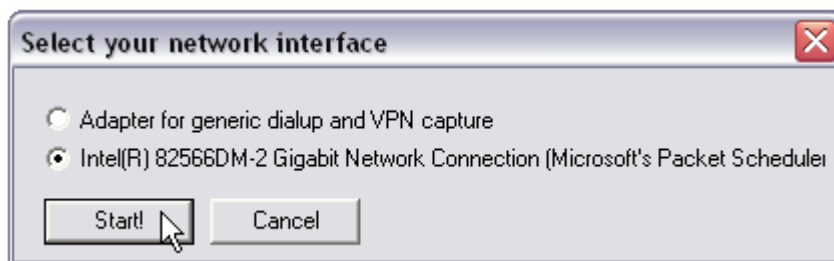 Select your network interface
Adapter for generic dialup and VPN capture
Intel(R) 82566DM-2 Gigabit Network Connection (Microsoft's Packet Scheduler
Start! Cancel